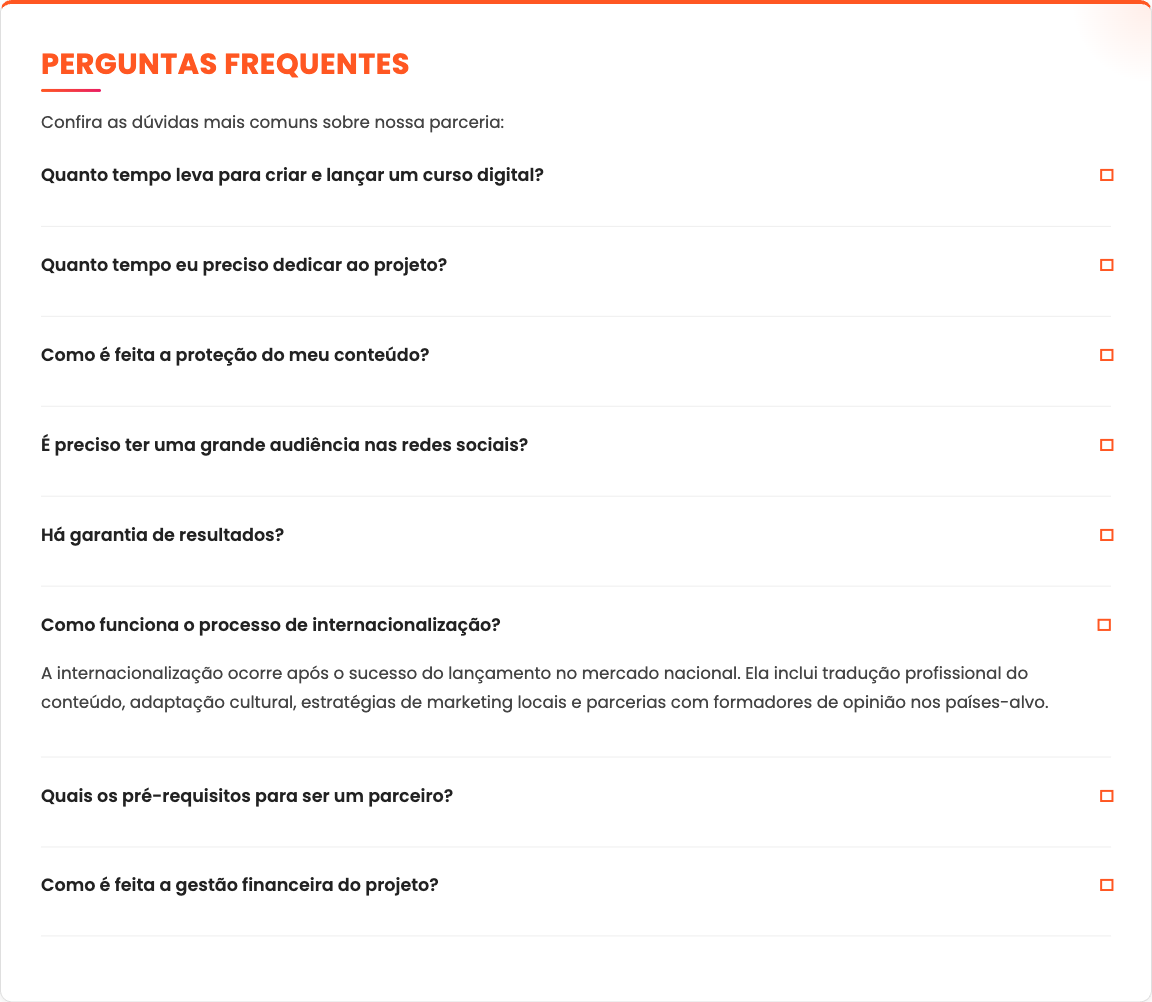 PERGUNTAS FREQUENTES
Confira as dúvidas mais comuns sobre nossa parceria:
Quanto tempo leva para criar e lançar um curso digital?
Quanto tempo eu preciso dedicar ao projeto?
Como é feita a proteção do meu conteúdo?
É preciso ter uma grande audiência nas redes sociais?
Há garantia de resultados?
Como funciona o processo de internacionalização?
A internacionalização ocorre após o sucesso do lançamento no mercado nacional. Ela inclui tradução profissional do
conteúdo, adaptação cultural, estratégias de marketing locais e parcerias com formadores de opinião nos países-alvo.
Quais os pré-requisitos para ser um parceiro?
Como é feita a gestão financeira do projeto?